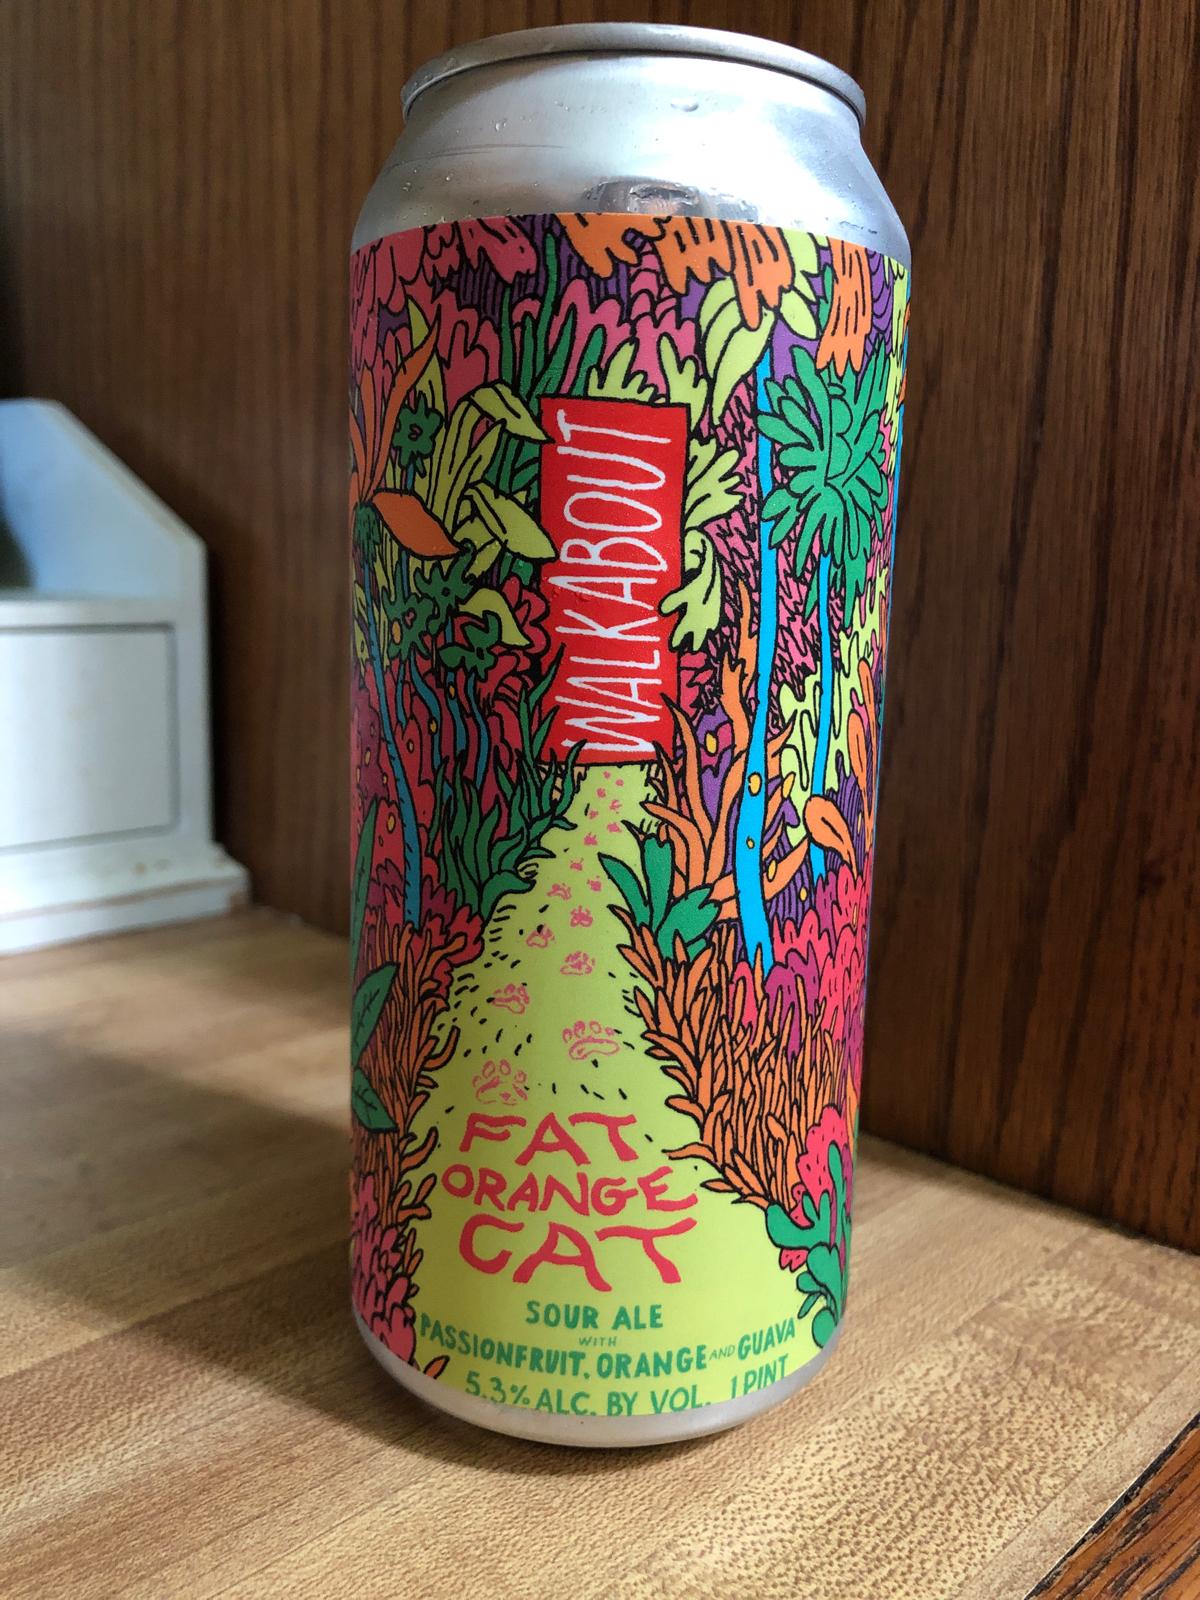 WALKABOUT
FAT
ORANGE
CAT
SOUR ALE
WITH
PASSIONFRUIT, ORANGE AND GUAVA
5.3% ALC. BY VOL. 1 PINT